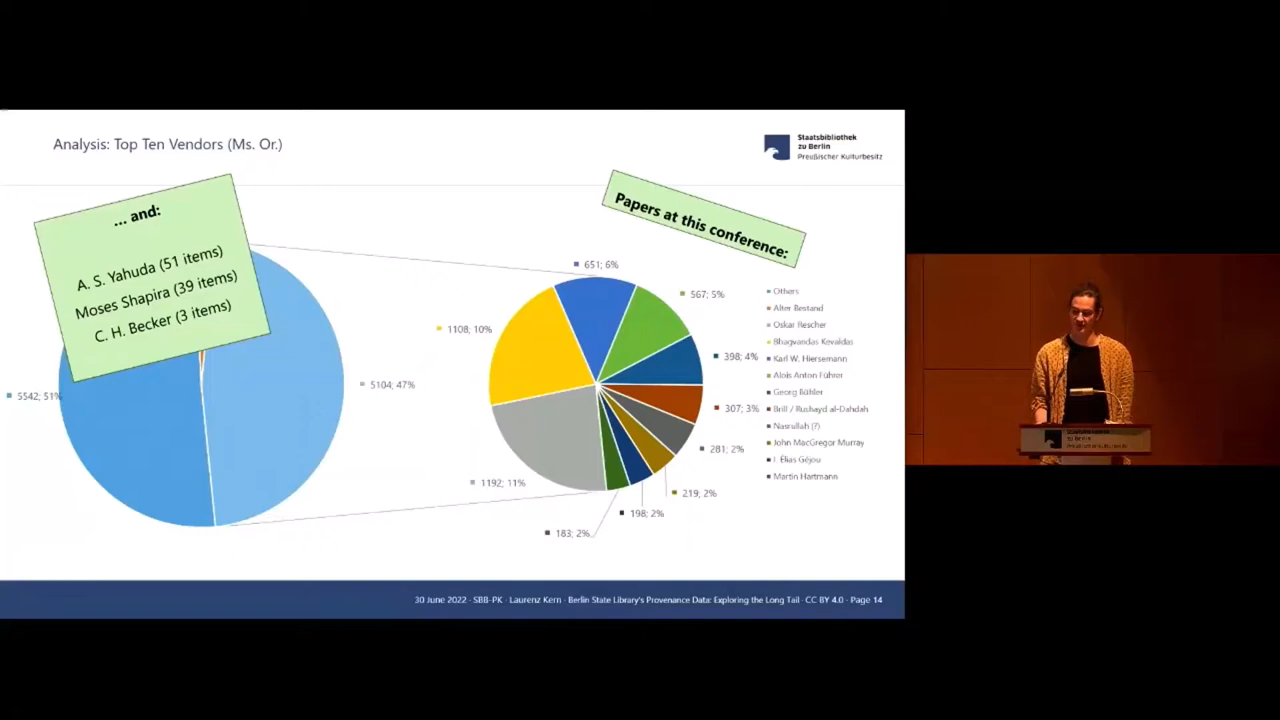 Analysis: Top Ten Vendors (Ms. Or.)
Staatsbibliothek
zu Berlin
Preußischer Kulturbesitz
... and:
A. S. Yahuda (51 items)
Moses Shapira (39 items)
C. H. Becker (3 items)
Papers at this conference:
5542; 51%
5104; 47%
651; 6%
567; 5%
1108; 10%
398; 4%
307; 3%
281; 2%
1192; 11%
219; 2%
198; 2%
183; 2%
Others
Alter Bestand
Oskar Rescher
Bhagvandas Kevaldas
Karl W. Hiersemann
Alois Anton Führer
Georg Bühler
Brill / Rushayd al-Dahdah
Nasrullah (?)
John MacGregor Murray
I. Élias Géjou
Martin Hartmann
30 June 2022 · SBB-PK · Laurenz Kern · Berlin State Library's Provenance Data: Exploring the Long Tail · CC BY 4.0 · Page 14
Staatsbibliothek
zu Berlin